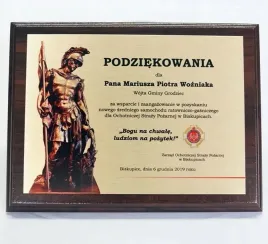 PODZIĘKOWANIA
dla
Pana Mariusza Piotra Woźniaka
Wójta Gminy Grodziec
za wsparcie i zaangażowanie w pozyskaniu
nowego średniego samochodu ratowniczo-gaśniczego
dla Ochotniczej Straży Pożarnej w Biskupicach.
„Bogu na chwałę,
ludziom na pożytek!”
Zarząd Ochotniczej Straży Pożarnej
w Biskupicach
Biskupice, dnia 6 grudnia 2019 roku